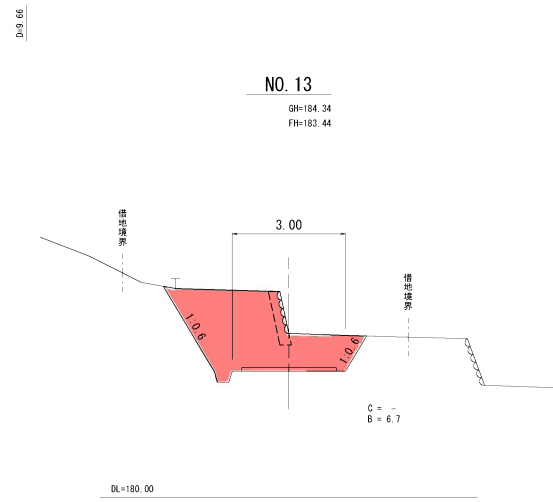 D=9.66
NO.13
GH=184.34
FH=183.44
借地境界
3.00
借地境界
1:0.6
1:0.6
C = -
B = 6.7
DL=180.00